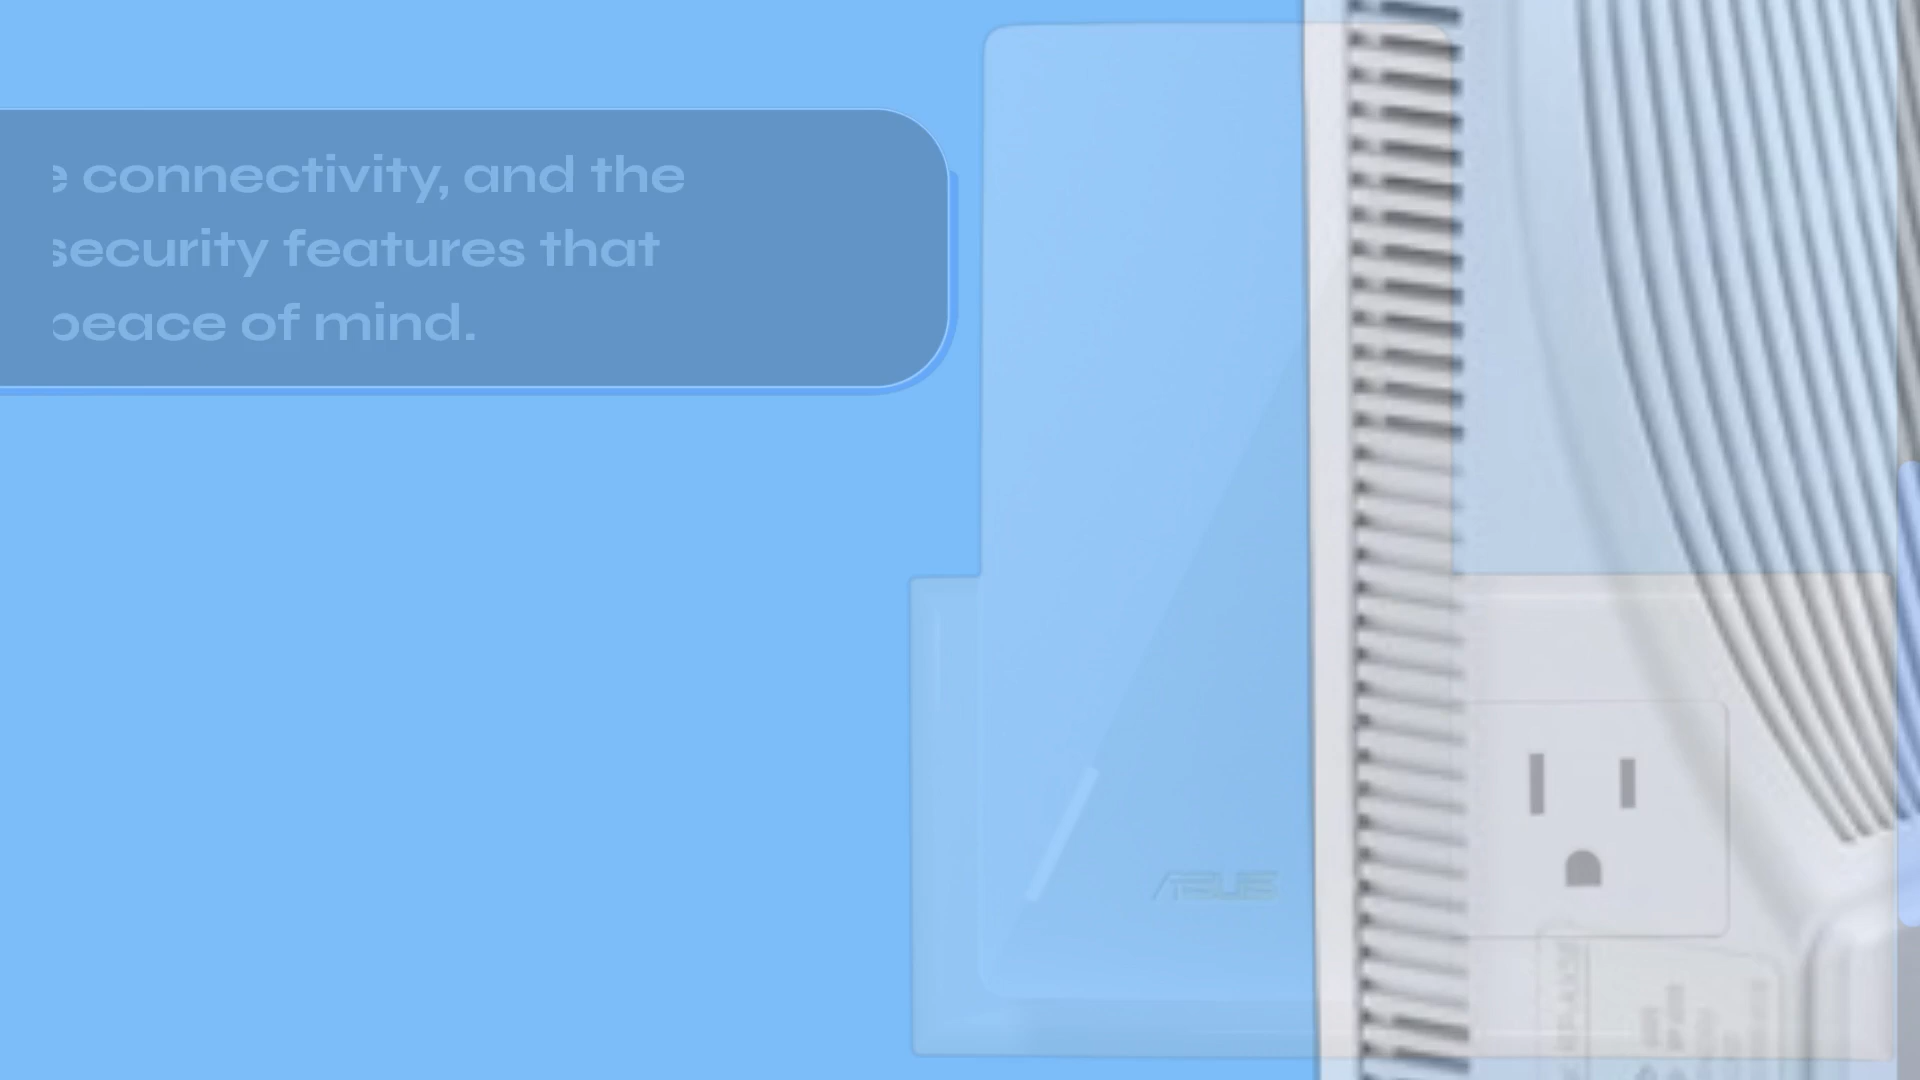 connectivity, and the
security features that
peace of mind.
ASUS